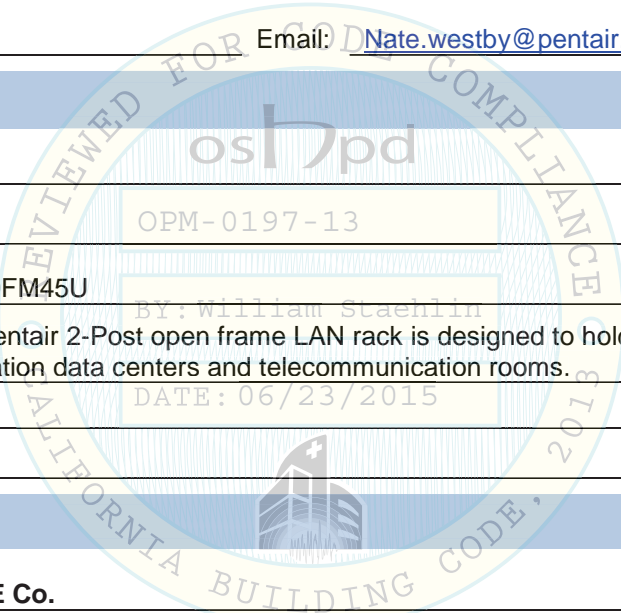 Email: Nate.westby@pentair
REVIEWED FOR CODE COMPLIANCE
oshpd
OPM-0197-13
FM45U
BY: William Staehlin
entair 2-Post open frame LAN rack is designed to hold
ation data centers and telecommunication rooms.
DATE: 06/23/2015
CALIFORNIA BUILDING CODE, 2013
E Co.